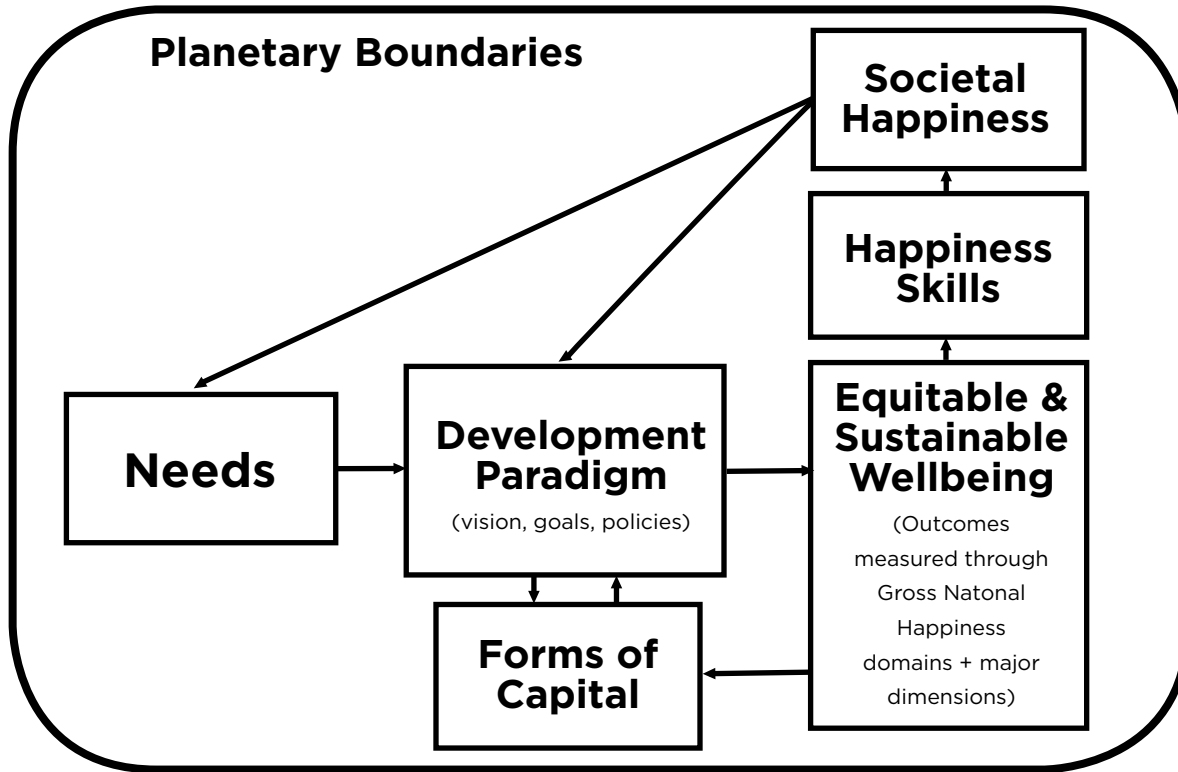 Planetary Boundaries
Societal
Happiness
Happiness
Skills
Needs
Development
Paradigm
(vision, goals, policies)
Equitable &
Sustainable
Wellbeing
(Outcomes
measured through
Gross Natonal
Happiness
domains + major
dimensions)
Forms of
Capital